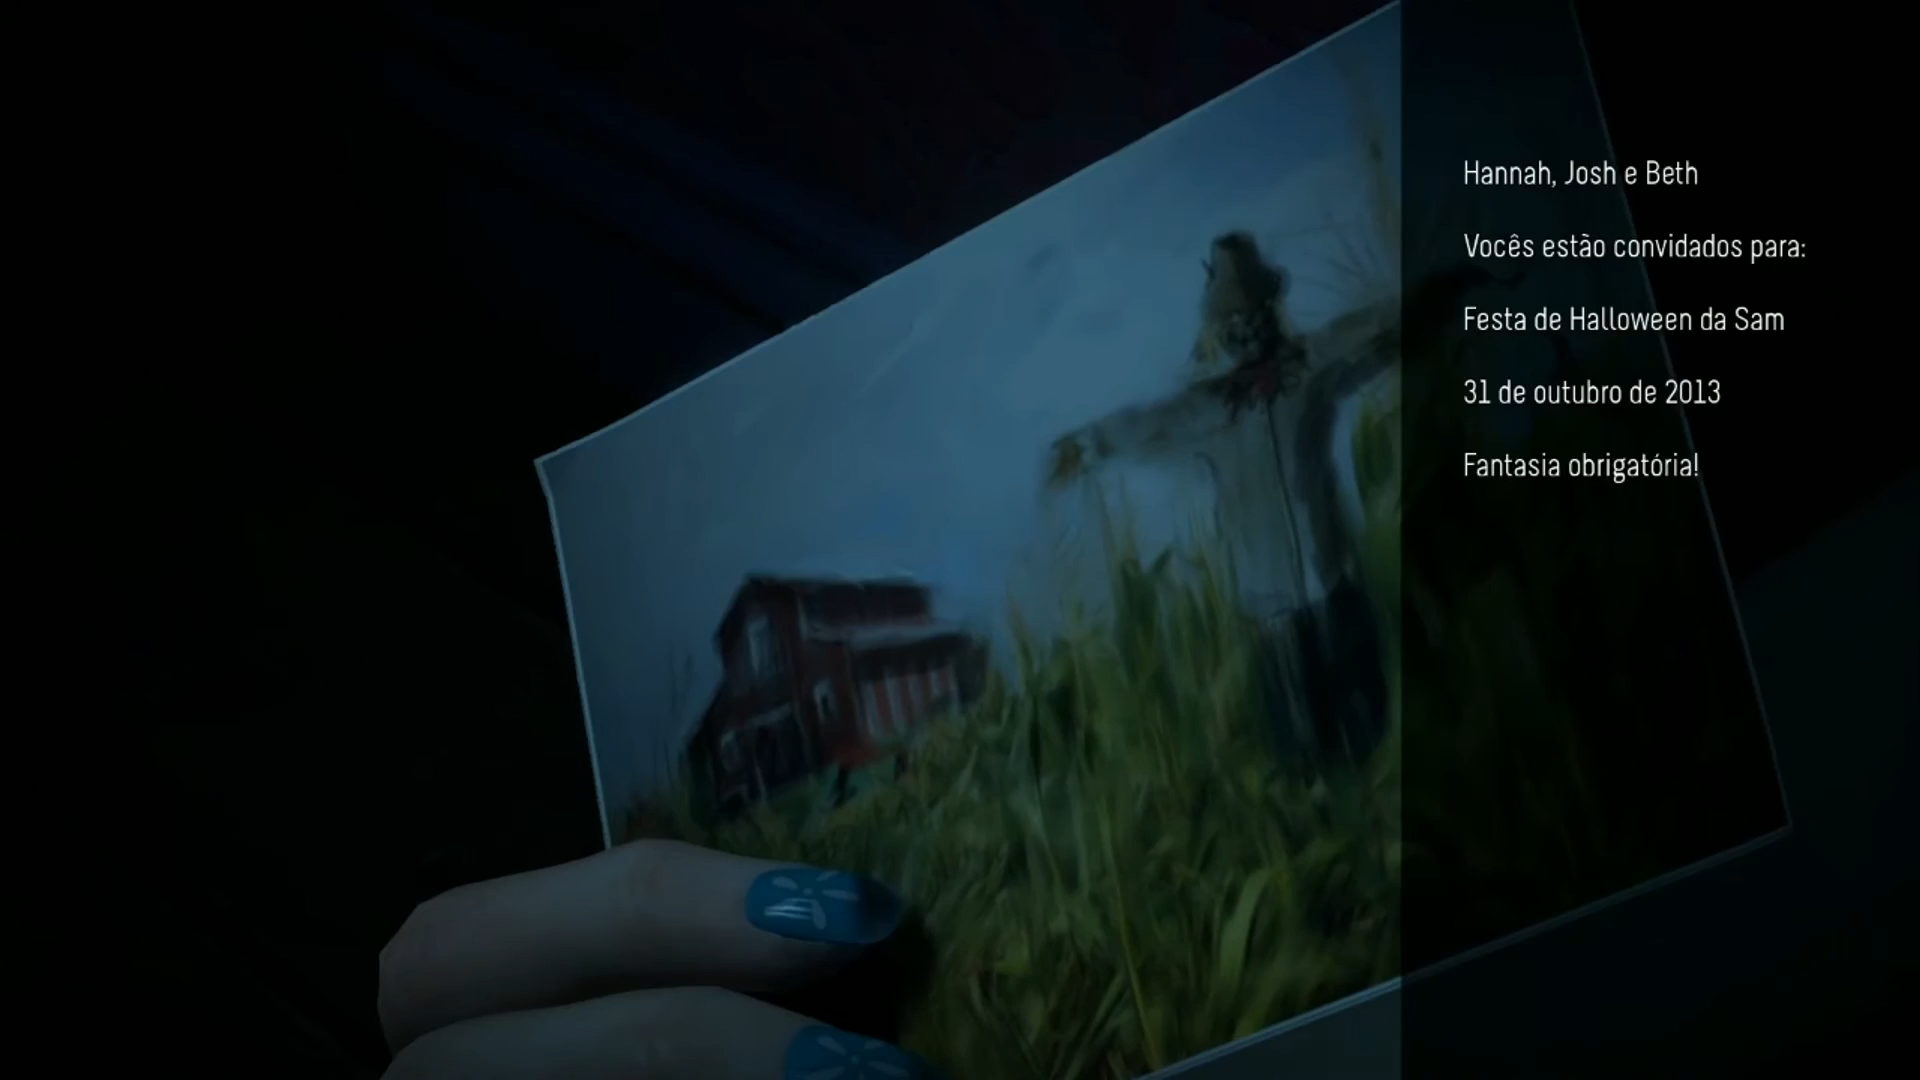 Hannah, Josh e Beth
Vocês estão convidados para:
Festa de Halloween da Sam
31 de outubro de 2013
Fantasia obrigatória!